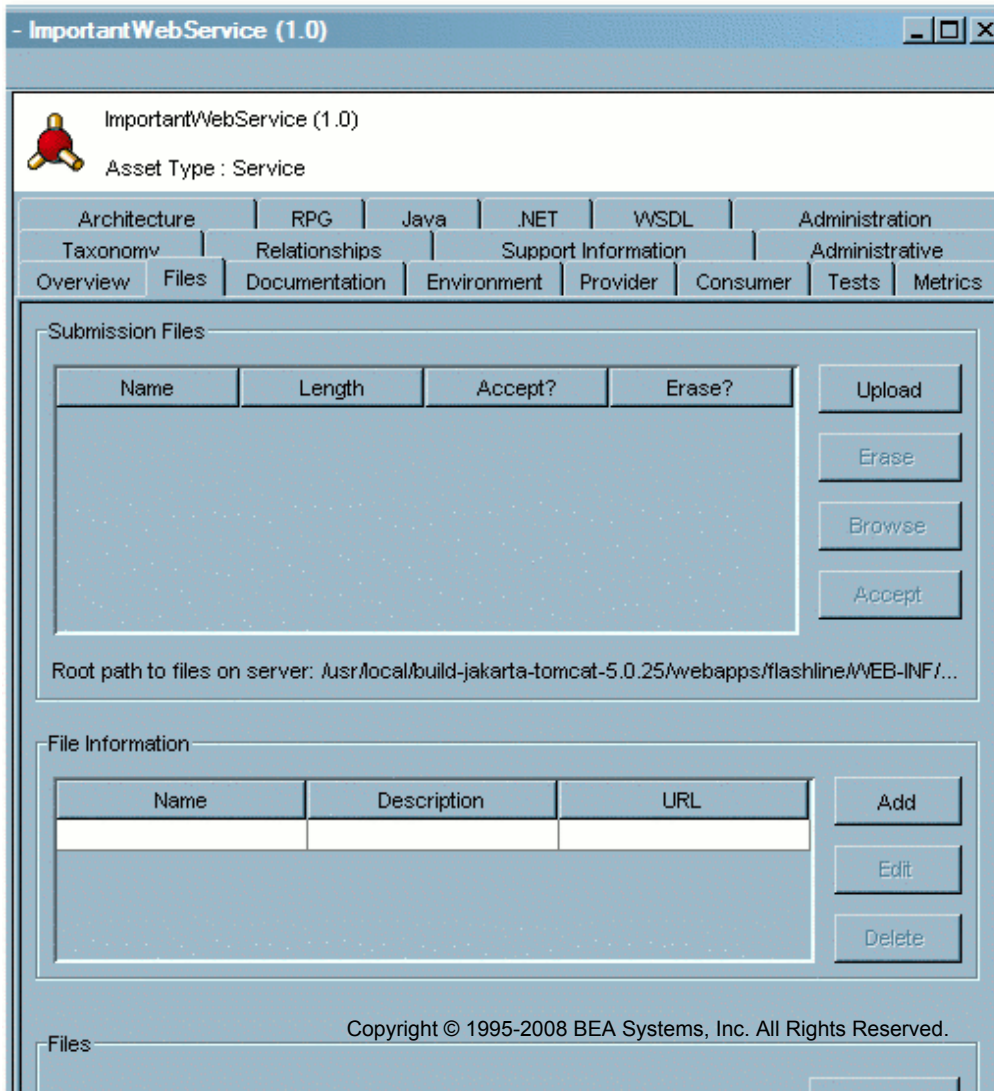 - ImportantWebService (1.0)
ImportantWebService (1.0)
Asset Type : Service
Architecture RPG Java .NET WSDL Administration
Taxonomy Relationships Support Information Administrative
Overview Files Documentation Environment Provider Consumer Tests Metrics
Submission Files
Name Length Accept? Erase? Upload
Erase
Browse
Accept
Root path to files on server: /usr/local/build-jakarta-tomcat-5.0.25/webapps/flashline/WEB-INF/...
File Information
Name Description URL Add
Edit
Delete
Copyright © 1995-2008 BEA Systems, Inc. All Rights Reserved.
Files